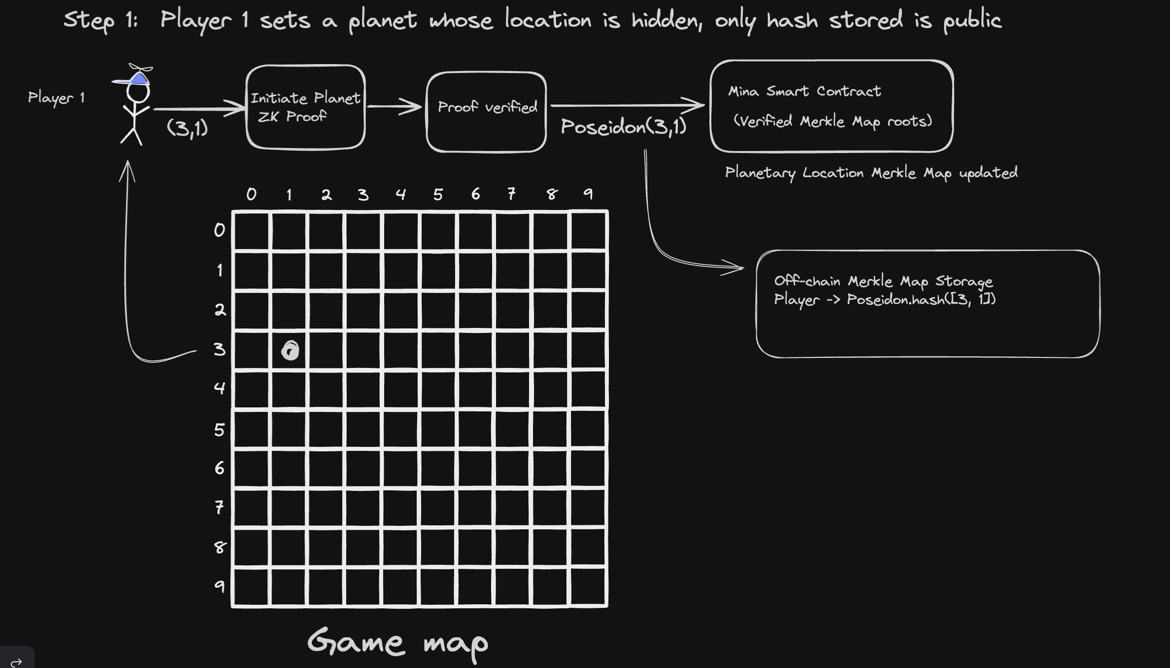 Step 1: Player 1 sets a planet whose location is hidden, only hash stored is public
Player 1
(3,1)
Initiate Planet
ZK Proof
Proof verified
Poseidon(3,1)
Mina Smart Contract
(Verified Merkle Map roots)
Planetary Location Merkle Map updated
Off-chain Merkle Map Storage
Player -> Poseidon.hash([3, 1])
0 1 2 3 4 5 6 7 8 9
0
1
2
3
4
5
6
7
8
9
Game map